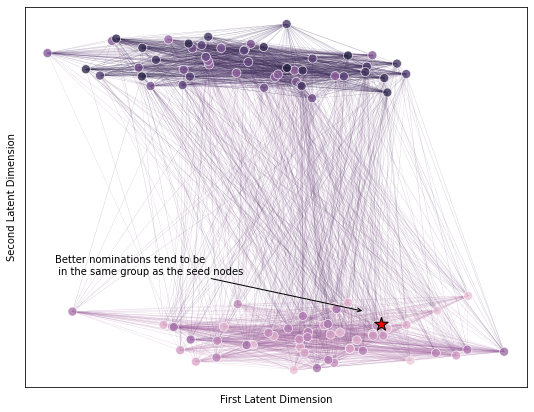 Second Latent Dimension
Better nominations tend to be
in the same group as the seed nodes
First Latent Dimension